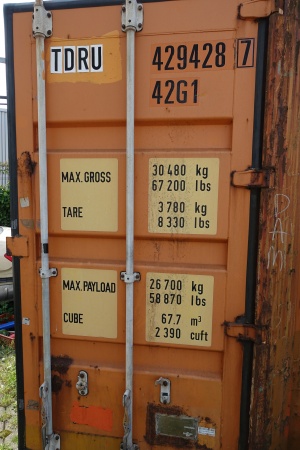 TDRU 429428 7
42G1
MAX.GROSS 30 480 kg
67 200 lbs
TARE 3 780 kg
8 330 lbs
MAX.PAYLOAD 26 700 kg
58 870 lbs
CUBE 67.7 m³
2 390 cuft